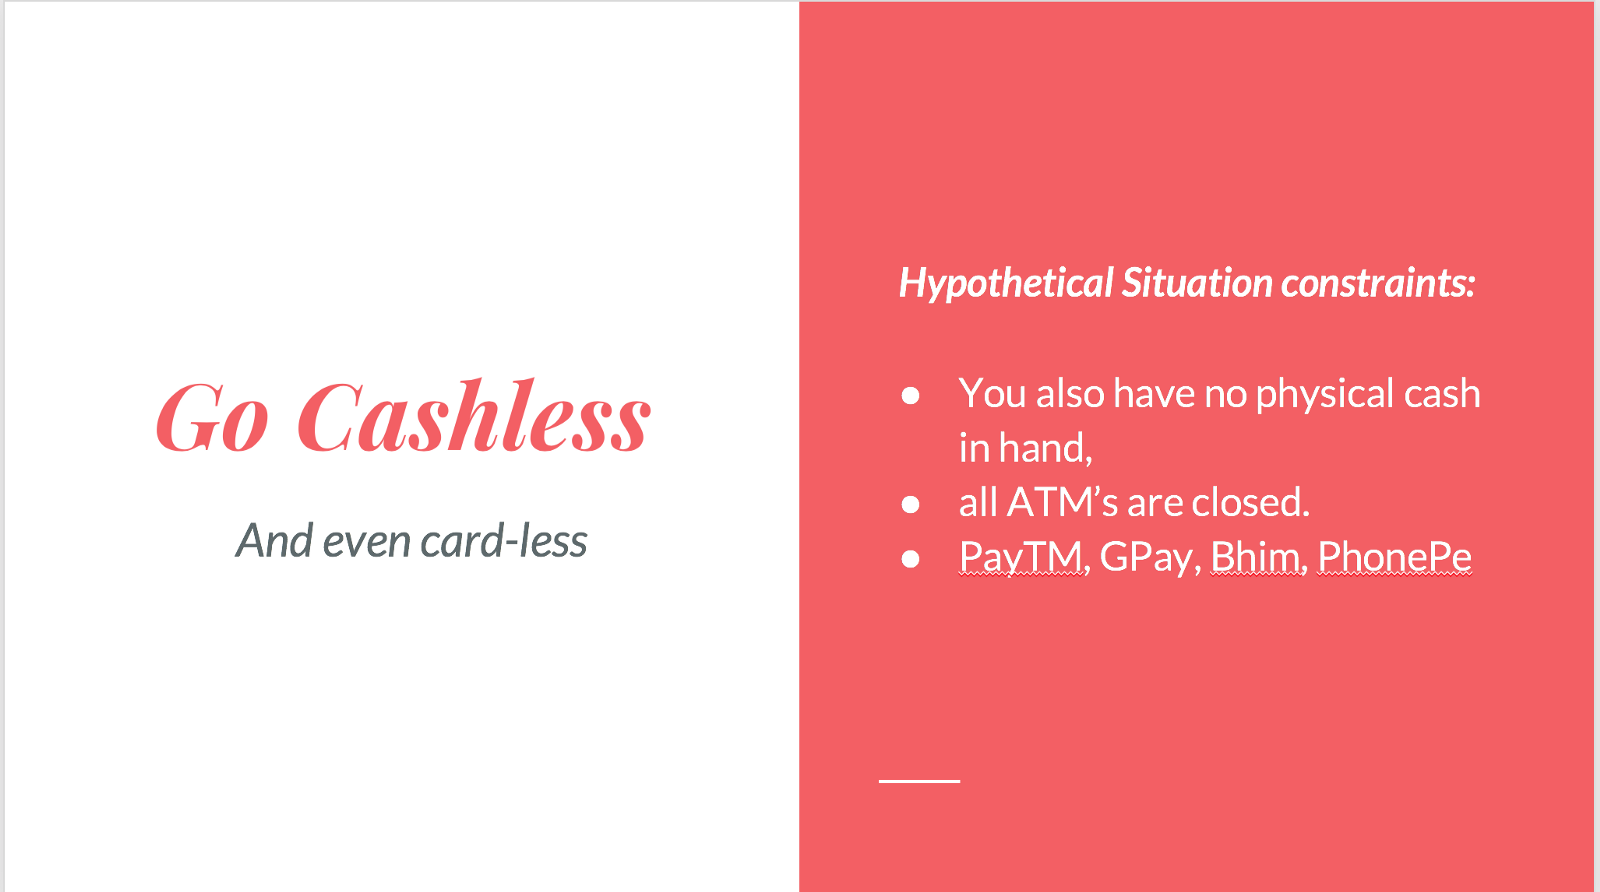 Go Cashless
And even card-less
Hypothetical Situation constraints:
● You also have no physical cash
in hand,
● all ATM’s are closed.
● PayTM, GPay, Bhim, PhonePe